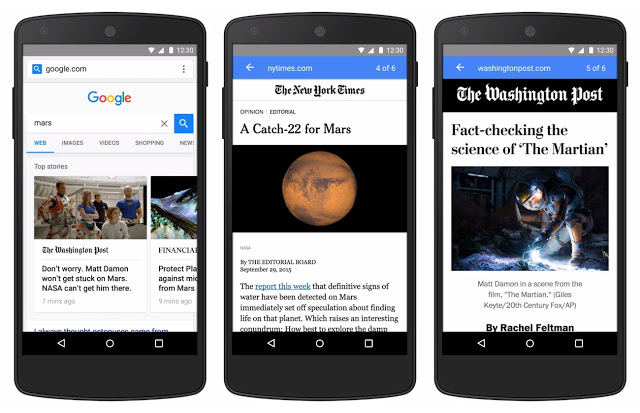 12:30
google.com
Google
mars
WEB IMAGES VIDEOS SHOPPING NEWS
Top stories
The Washington Post
Don't worry. Matt Damon
won't get stuck on Mars.
NASA can't get him there.
7 mins ago
FINANCIAL
Protect Pla
against mic
from Mars
9 mins ago
I always thought octopuses came from
12:30
nytimes.com 4 of 6
The New York Times
OPINION | EDITORIAL
A Catch-22 for Mars
NASA
By THE EDITORIAL BOARD
September 29, 2015
The report this week that definitive signs of
water have been detected on Mars
immediately set off speculation about finding
life on that planet. Which raises an interesting
conundrum: How best to explore the damp
12:30
washingtonpost.com 5 of 6
The Washington Post
Fact-checking the
science of 'The Martian'
Matt Damon in a scene from the
film, "The Martian." (Giles
Keyte/20th Century Fox/AP)
By Rachel Feltman